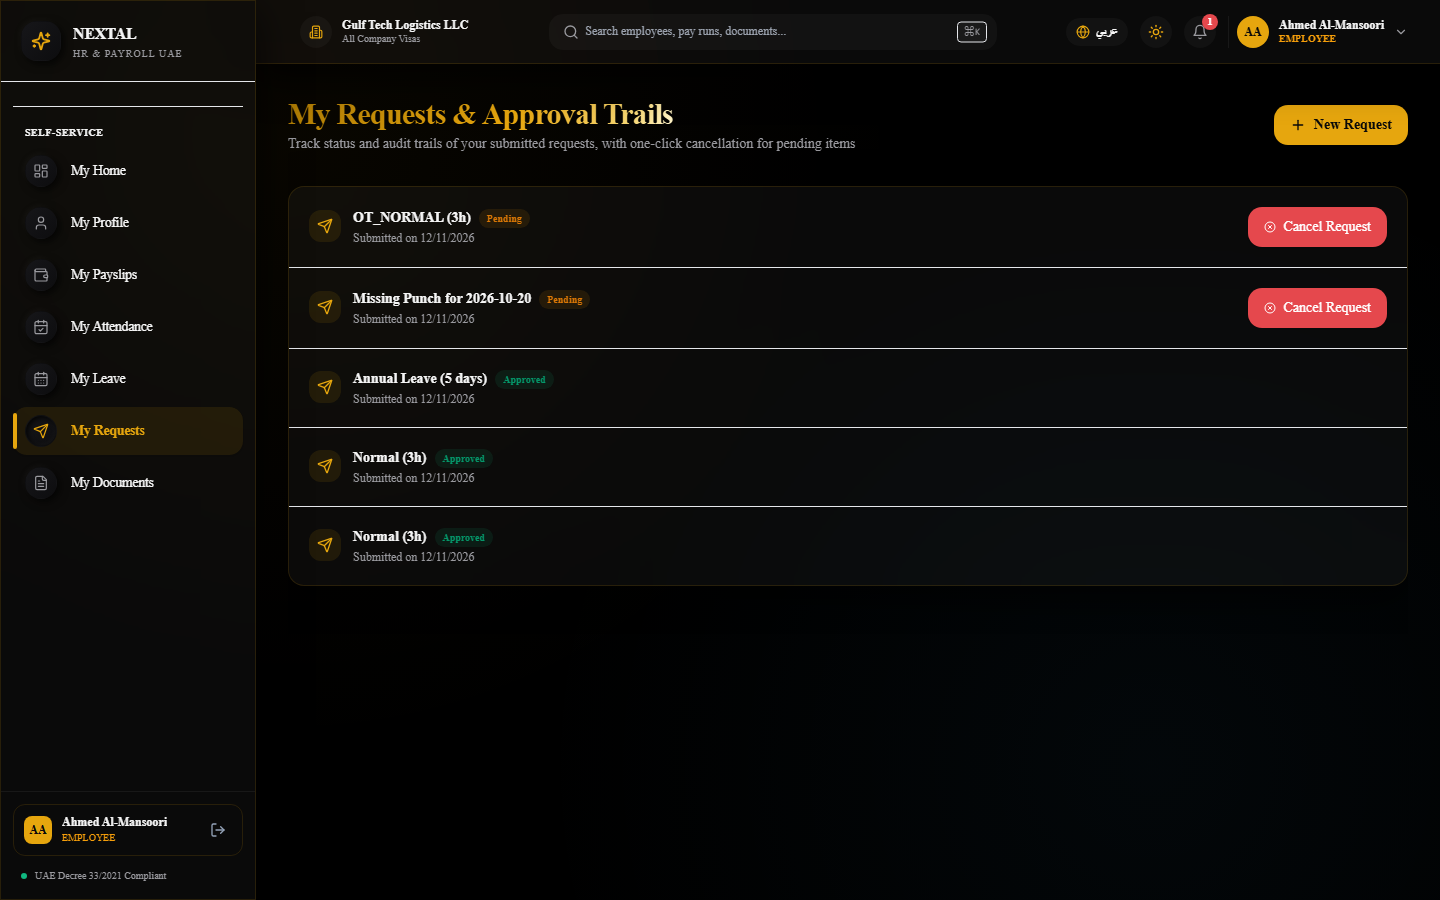 NEXTAL
HR & PAYROLL UAE
SELF-SERVICE
My Home
My Profile
My Payslips
My Attendance
My Leave
My Requests
My Documents
Ahmed Al-Mansoori
AA
EMPLOYEE
UAE Decree 33/2021 Compliant
Gulf Tech Logistics LLC
All Company Visas
Search employees, pay runs, documents...
⌘K
عربي
1
AA
Ahmed Al-Mansoori
EMPLOYEE
My Requests & Approval Trails
Track status and audit trails of your submitted requests, with one-click cancellation for pending items
New Request
OT_NORMAL (3h) Pending
Submitted on 12/11/2026
Cancel Request
Missing Punch for 2026-10-20 Pending
Submitted on 12/11/2026
Cancel Request
Annual Leave (5 days) Approved
Submitted on 12/11/2026
Normal (3h) Approved
Submitted on 12/11/2026
Normal (3h) Approved
Submitted on 12/11/2026